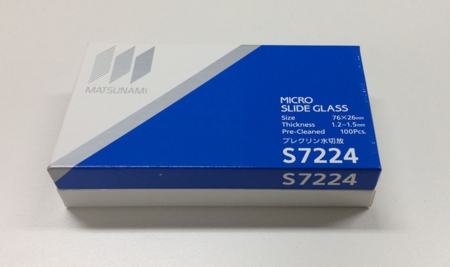 MATSUNAMI
MICRO
SLIDE GLASS
Size 76×26mm
Thickness 1.2~1.5mm
Pre-Cleaned 100Pcs.
プレクリン水切放
S7224
S7224